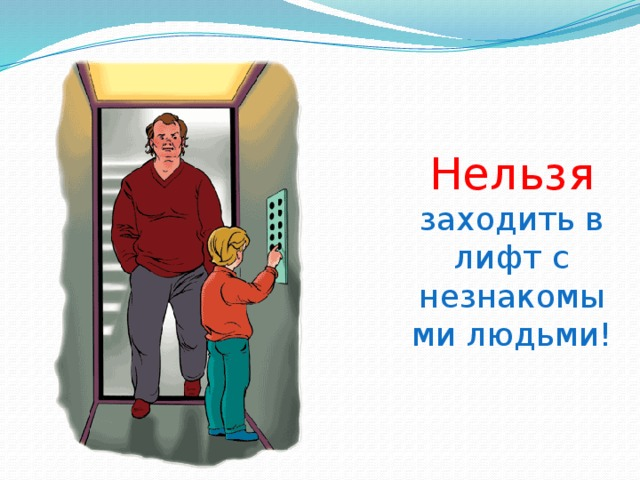 Нельзя
заходить в
лифт с
незнакомы
ми людьми!